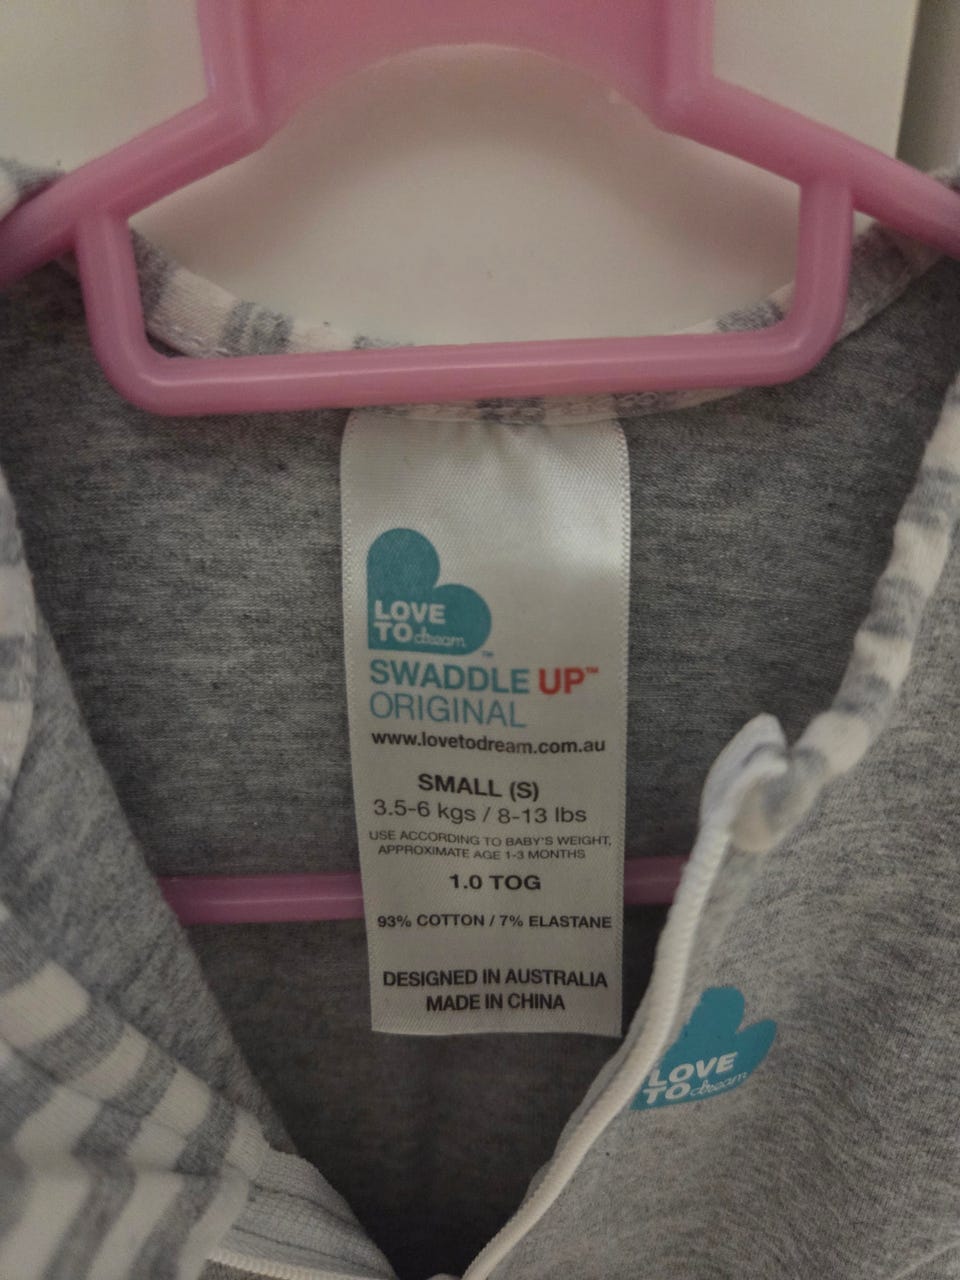 LOVE
TO dream™
SWADDLE UP™
ORIGINAL
www.lovetodream.com.au
SMALL (S)
3.5-6 kgs / 8-13 lbs
USE ACCORDING TO BABY'S WEIGHT,
APPROXIMATE AGE 1-3 MONTHS
1.0 TOG
93% COTTON / 7% ELASTANE
DESIGNED IN AUSTRALIA
MADE IN CHINA
LOVE
TO dream